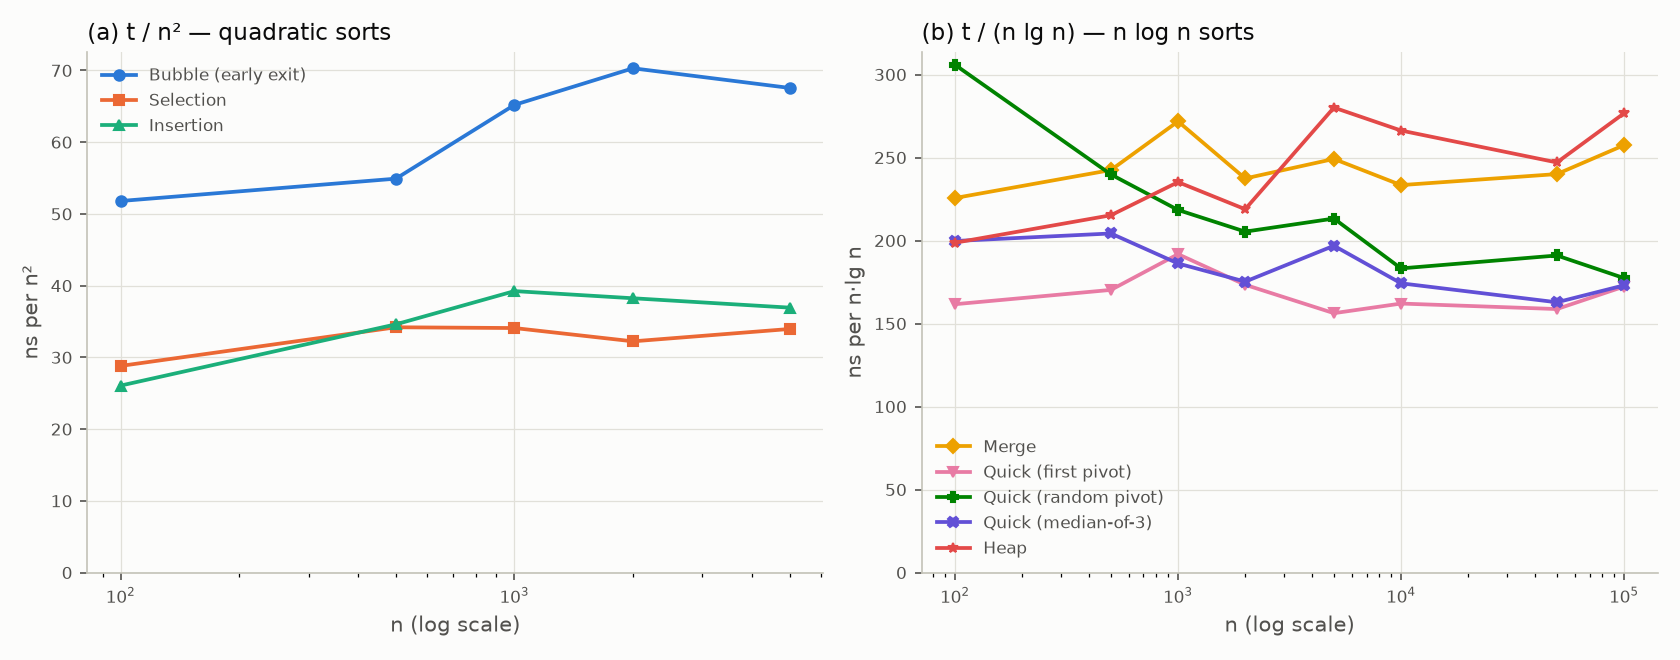 (a) t / n² — quadratic sorts
ns per n²
70
60
50
40
30
20
10
0
Bubble (early exit)
Selection
Insertion
10²
10³
n (log scale)
(b) t / (n lg n) — n log n sorts
ns per n·lg n
300
250
200
150
100
50
0
Merge
Quick (first pivot)
Quick (random pivot)
Quick (median-of-3)
Heap
10²
10³
10⁴
10⁵
n (log scale)